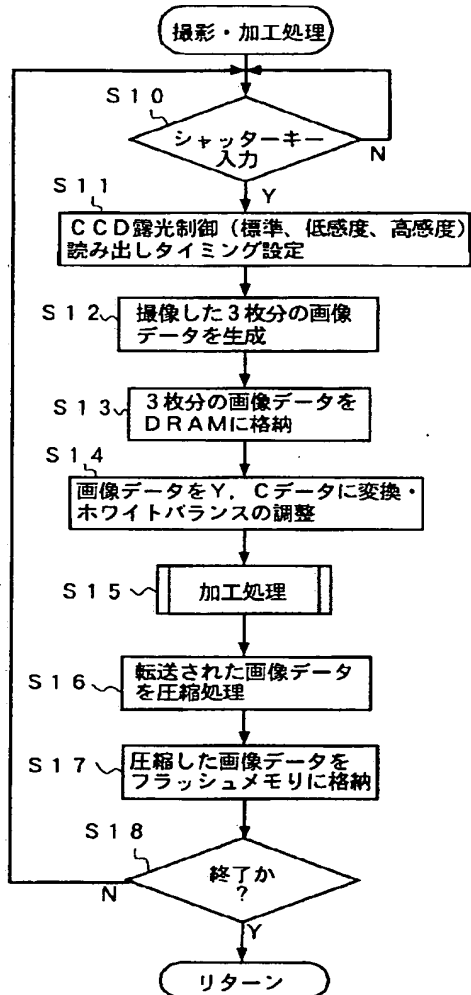 撮影・加工処理
S10
シャッターキー
入力
N
Y
S11
CCD露光制御(標準、低感度、高感度)
読み出しタイミング設定
S12
撮像した3枚分の画像
データを生成
S13
3枚分の画像データを
DRAMに格納
S14
画像データをY,Cデータに変換・
ホワイトバランスの調整
S15
加工処理
S16
転送された画像データ
を圧縮処理
S17
圧縮した画像データを
フラッシュメモリに格納
S18
終了か
?
N
Y
リターン